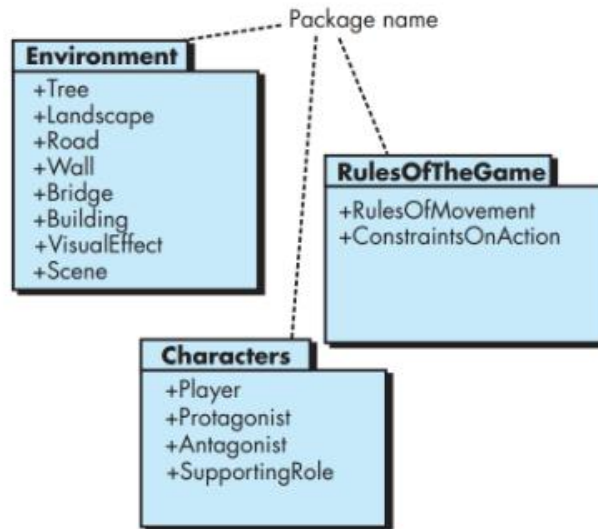 Package name
Environment
+Tree
+Landscape
+Road
+Wall
+Bridge
+Building
+VisualEffect
+Scene
RulesOfTheGame
+RulesOfMovement
+ConstraintsOnAction
Characters
+Player
+Protagonist
+Antagonist
+SupportingRole